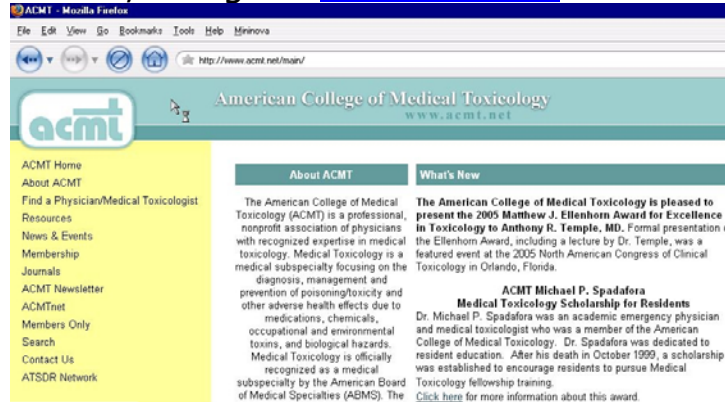 ACMT - Mozilla Firefox
File Edit View Go Bookmarks Tools Help Mininova
http://www.acmt.net/main/
acmt
American College of Medical Toxicology
www.acmt.net
ACMT Home
About ACMT
Find a Physician/Medical Toxicologist
Resources
News & Events
Membership
Journals
ACMT Newsletter
ACMTnet
Members Only
Search
Contact Us
ATSDR Network
About ACMT
The American College of Medical
Toxicology (ACMT) is a professional,
nonprofit association of physicians
with recognized expertise in medical
toxicology. Medical Toxicology is a
medical subspecialty focusing on the
diagnosis, management and
prevention of poisoning/toxicity and
other adverse health effects due to
medications, chemicals,
occupational and environmental
toxins, and biological hazards.
Medical Toxicology is officially
recognized as a medical
subspecialty by the American Board
of Medical Specialties (ABMS). The
What's New
The American College of Medical Toxicology is pleased to
present the 2005 Matthew J. Ellenhorn Award for Excellence
in Toxicology to Anthony R. Temple, MD. Formal presentation
the Ellenhorn Award, including a lecture by Dr. Temple, was a
featured event at the 2005 North American Congress of Clinical
Toxicology in Orlando, Florida.
ACMT Michael P. Spadafora
Medical Toxicology Scholarship for Residents
Dr. Michael P. Spadafora was an academic emergency physician
and medical toxicologist who was a member of the American
College of Medical Toxicology. Dr. Spadafora was dedicated to
resident education. After his death in October 1999, a scholarship
was established to encourage residents to pursue Medical
Toxicology fellowship training.
Click here for more information about this award.